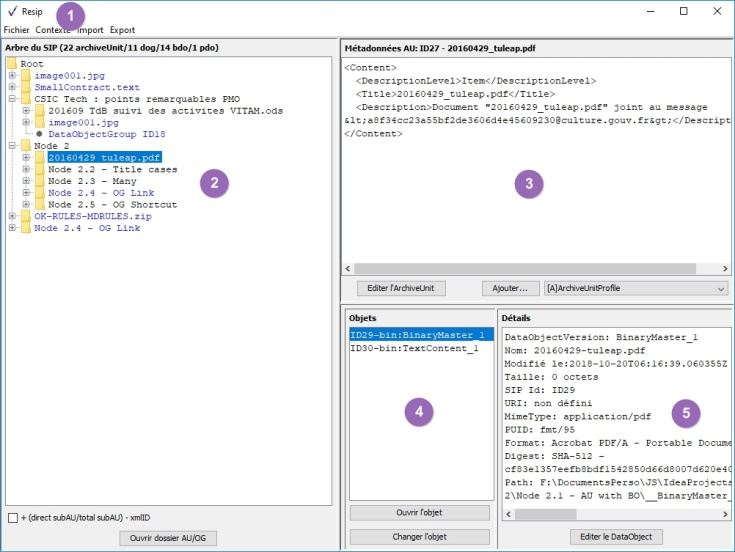 Resip
1
Fichier Contexte Import Export
Arbre du SIP (22 archiveUnit/11 dog/14 bdo/1 pdo)
Root
image001.jpg
SmallContract.text
CSIC Tech : points remarquables PMO
201609 TdB suivi des activites VITAM.ods
image001.jpg
DataObjectGroup ID18
Node 2
20160429_tuleap.pdf
Node 2.2 - Title cases
Node 2.3 - Many
Node 2.4 - OG Link
Node 2.5 - OG Shortcut
OK-RULES-MDRULES.zip
Node 2.4 - OG Link
2
+ (direct subAU/total subAU) - xmlID
Ouvrir dossier AU/OG
Métadonnées AU: ID27 - 20160429_tuleap.pdf
<Content>
<DescriptionLevel>Item</DescriptionLevel>
<Title>20160429_tuleap.pdf</Title>
<Description>Document "20160429_tuleap.pdf" joint au message
&lt;a8f34cc23a55bf2de3606d4e45609230@culture.gouv.fr&gt;</Descript
</Content>
3
Editer l'ArchiveUnit
Ajouter...
[A]ArchiveUnitProfile
Objets
ID29-bin:BinaryMaster_1
ID30-bin:TextContent_1
4
Ouvrir l'objet
Changer l'objet
Détails
DataObjectVersion: BinaryMaster_1
Nom: 20160429-tuleap.pdf
Modifié le:2018-10-20T06:16:39.060355Z
Taille: 0 octets
SIP Id: ID29
URI: non défini
MimeType: application/pdf
PUID: fmt/95
Format: Acrobat PDF/A - Portable Docume
Digest: SHA-512 -
cf83e1357eefb8bdf1542850d66d8007d620e40
Path: F:\DocumentsPerso\JS\IdeaProjects
2\Node 2.1 - AU with BO\__BinaryMaster_
5
Editer le DataObject